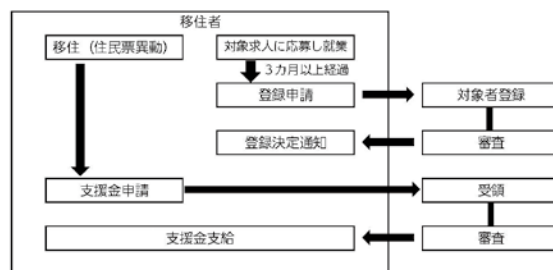 移住者
移住（住民票異動）
対象求人に応募し就業
３カ月以上経過
登録申請
対象者登録
登録決定通知
審査
支援金申請
受領
支援金支給
審査